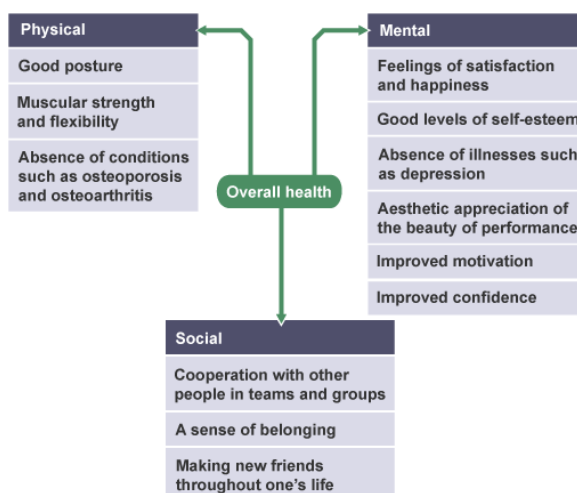 Physical
Good posture
Muscular strength
and flexibility
Absence of conditions
such as osteoporosis
and osteoarthritis
Mental
Feelings of satisfaction
and happiness
Good levels of self-esteem
Absence of illnesses such
as depression
Aesthetic appreciation of
the beauty of performance
Improved motivation
Improved confidence
Overall health
Social
Cooperation with other
people in teams and groups
A sense of belonging
Making new friends
throughout one's life